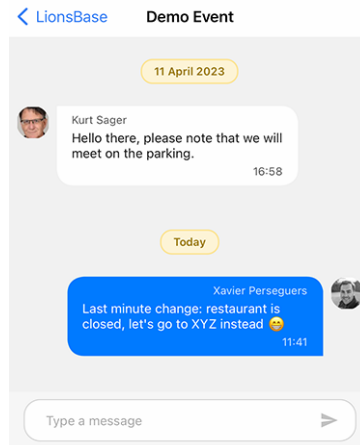 LionsBase Demo Event
11 April 2023
Kurt Sager
Hello there, please note that we will
meet on the parking.
16:58
Today
Xavier Perseguers
Last minute change: restaurant is
closed, let's go to XYZ instead 😁
11:41
Type a message